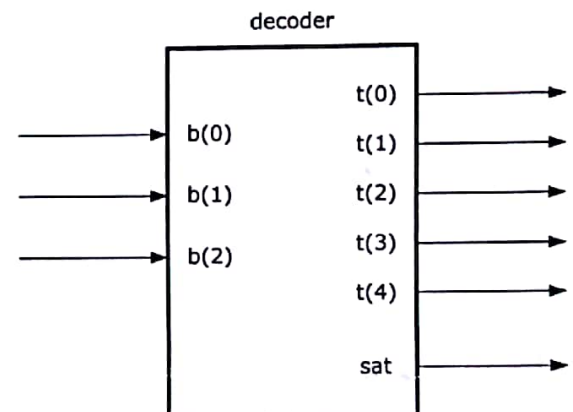 decoder
t(0)
b(0)
t(1)
b(1)
t(2)
t(3)
b(2)
t(4)
sat